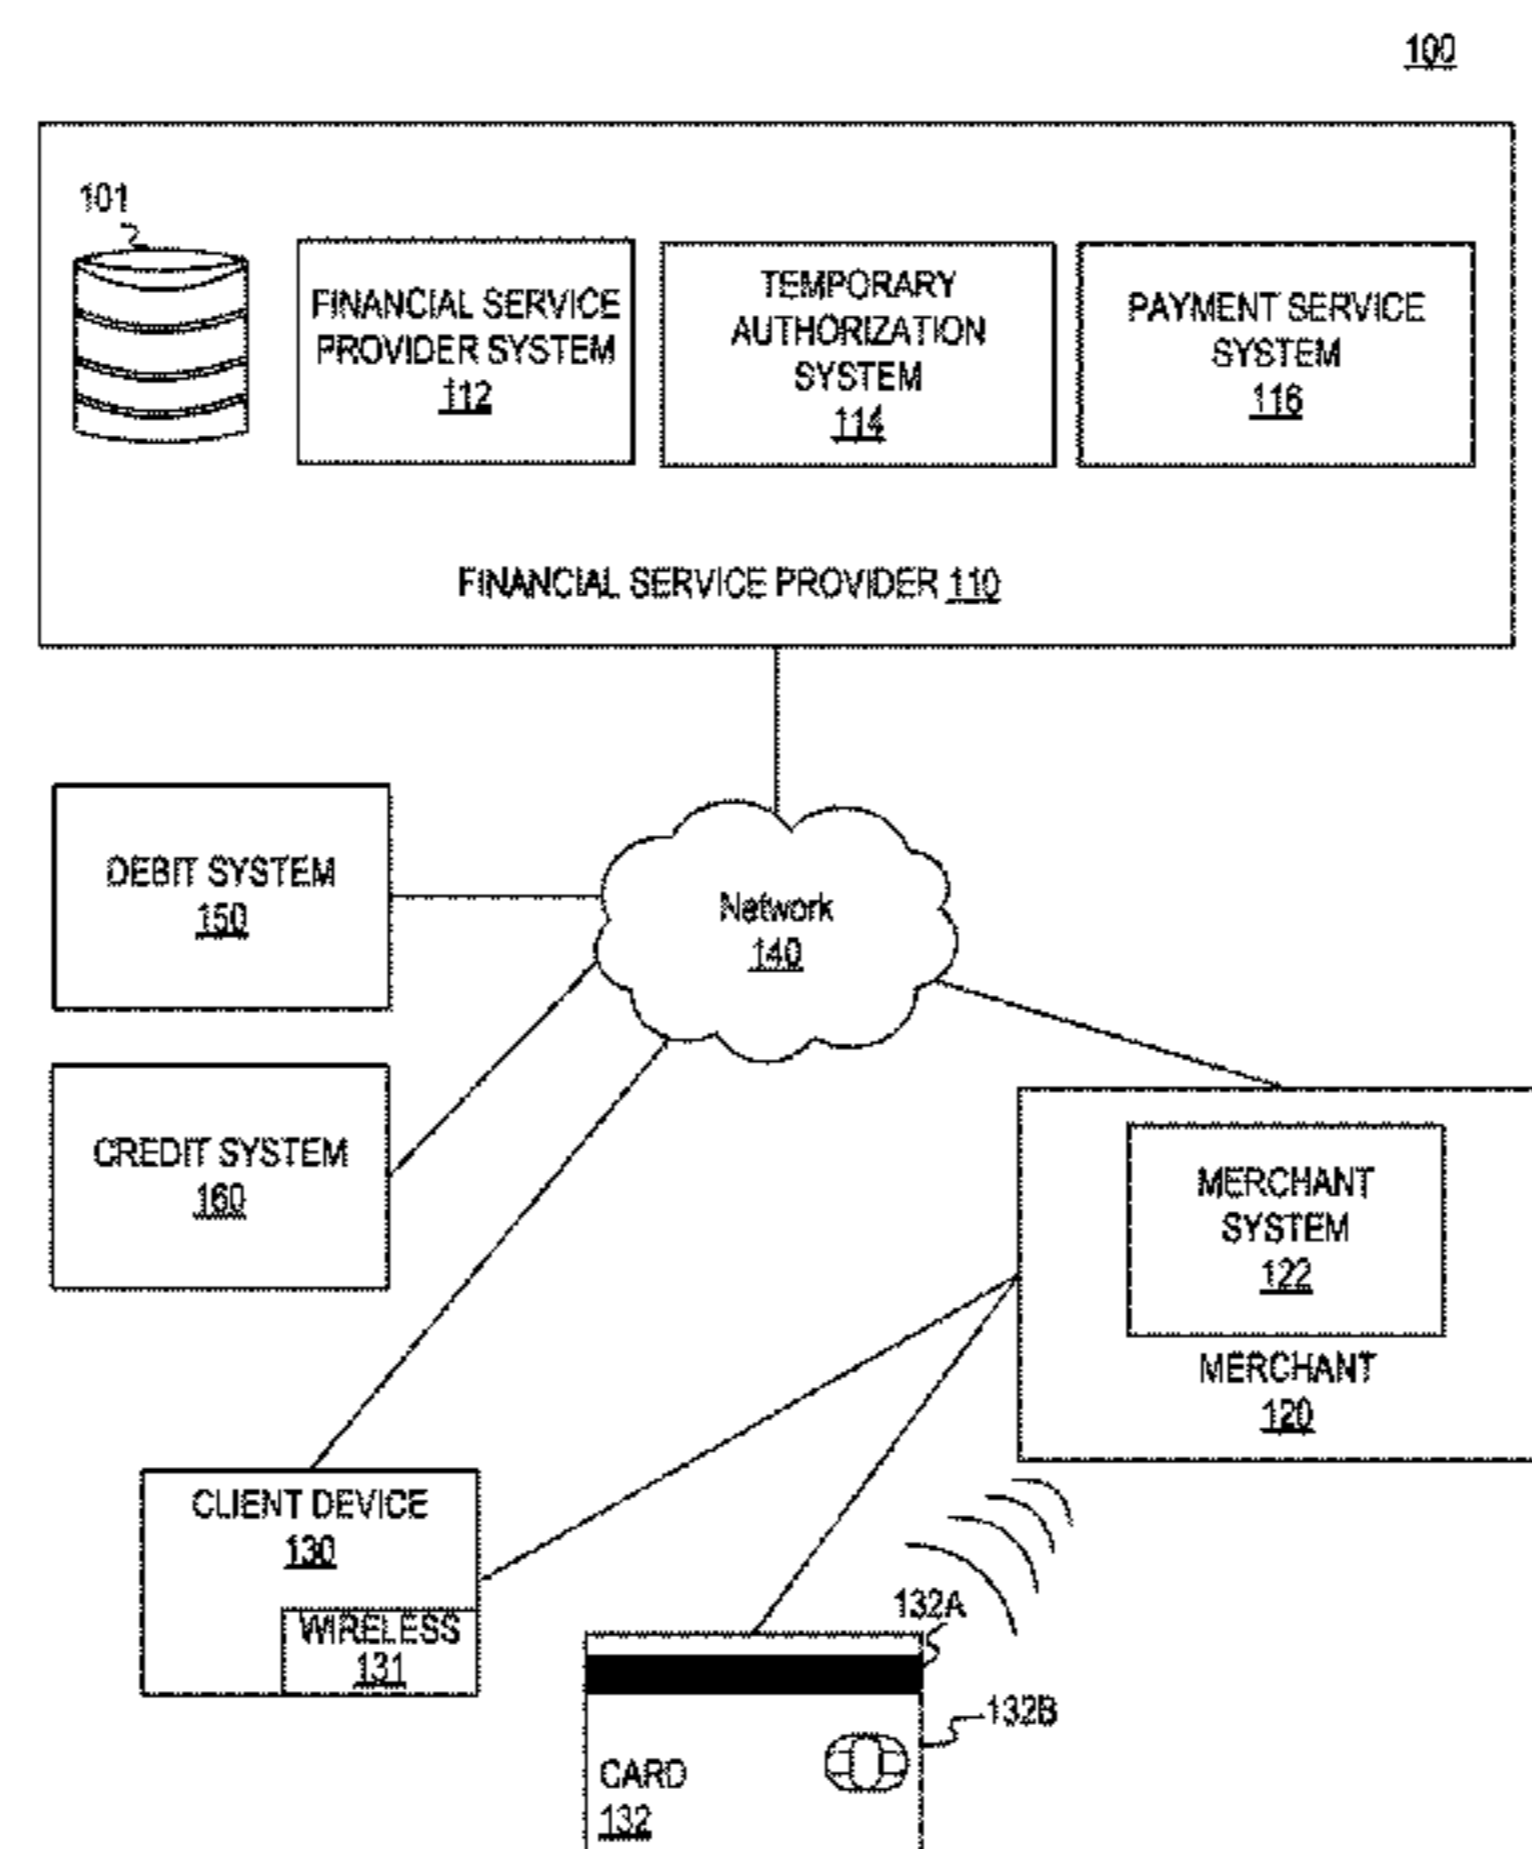 100
101
FINANCIAL SERVICE
PROVIDER SYSTEM
112
TEMPORARY
AUTHORIZATION
SYSTEM
114
PAYMENT SERVICE
SYSTEM
116
FINANCIAL SERVICE PROVIDER 110
DEBIT SYSTEM
150
Network
140
CREDIT SYSTEM
160
MERCHANT
SYSTEM
122
MERCHANT
120
CLIENT DEVICE
130
WIRELESS
131
132A
132B
CARD
132